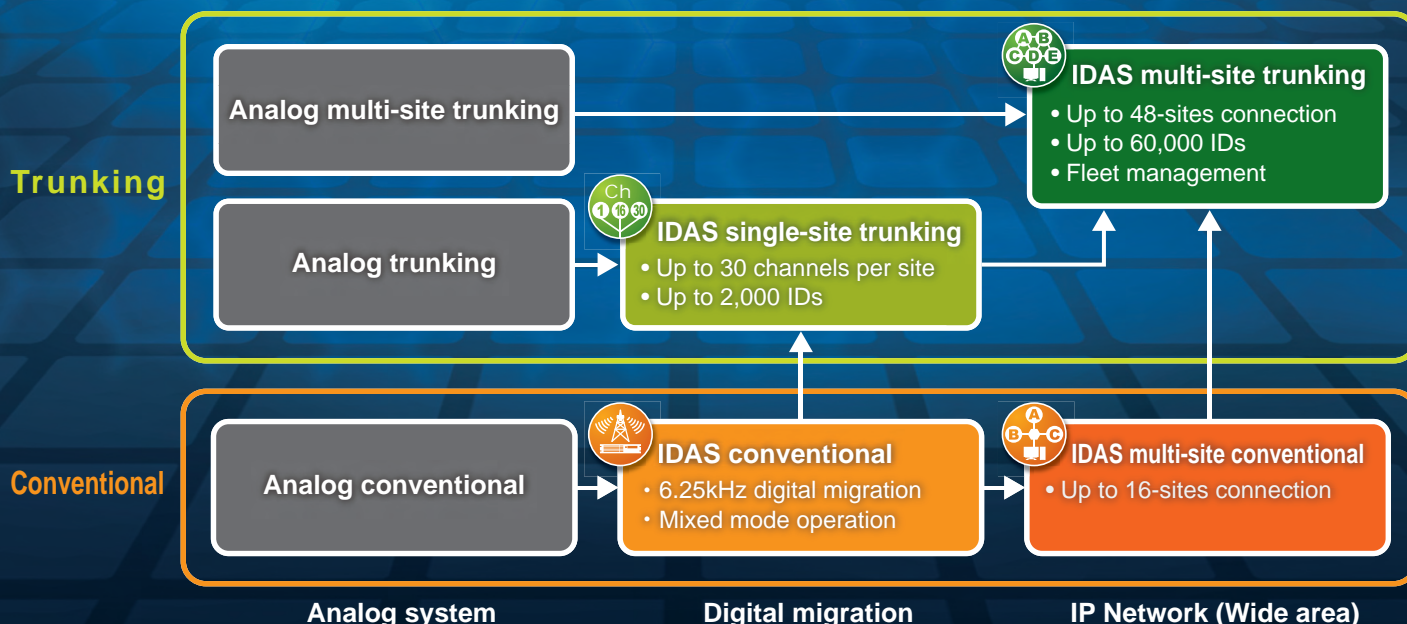 Trunking
Analog multi-site trunking
A B
C D E
IDAS multi-site trunking
• Up to 48-sites connection
• Up to 60,000 IDs
• Fleet management
Analog trunking
Ch
1 16 30
IDAS single-site trunking
• Up to 30 channels per site
• Up to 2,000 IDs
Conventional
Analog conventional
IDAS conventional
・6.25kHz digital migration
・Mixed mode operation
A
B C
IDAS multi-site conventional
• Up to 16-sites connection
Analog system
Digital migration
IP Network (Wide area)